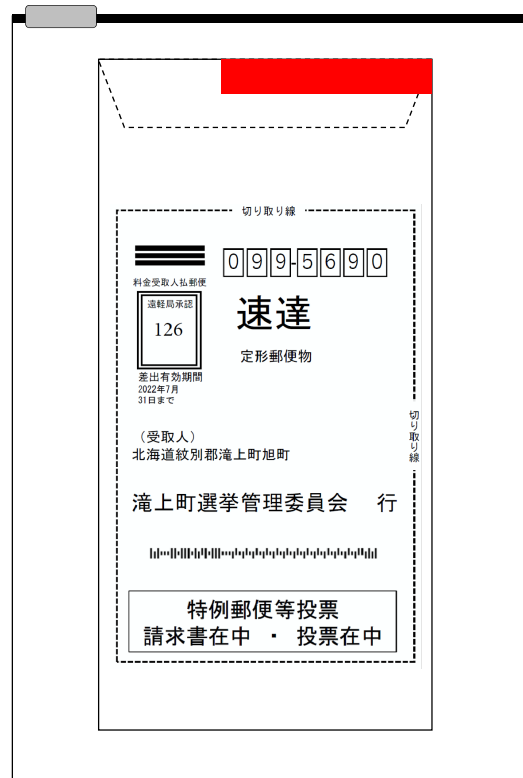 切り取り線
099-5690
料金受取人払郵便
遠軽局承認
126
速達
定形郵便物
差出有効期間
2022年7月
31日まで
切り取り線
（受取人）
北海道紋別郡滝上町旭町
滝上町選挙管理委員会　行
特例郵便等投票
請求書在中 ・ 投票在中